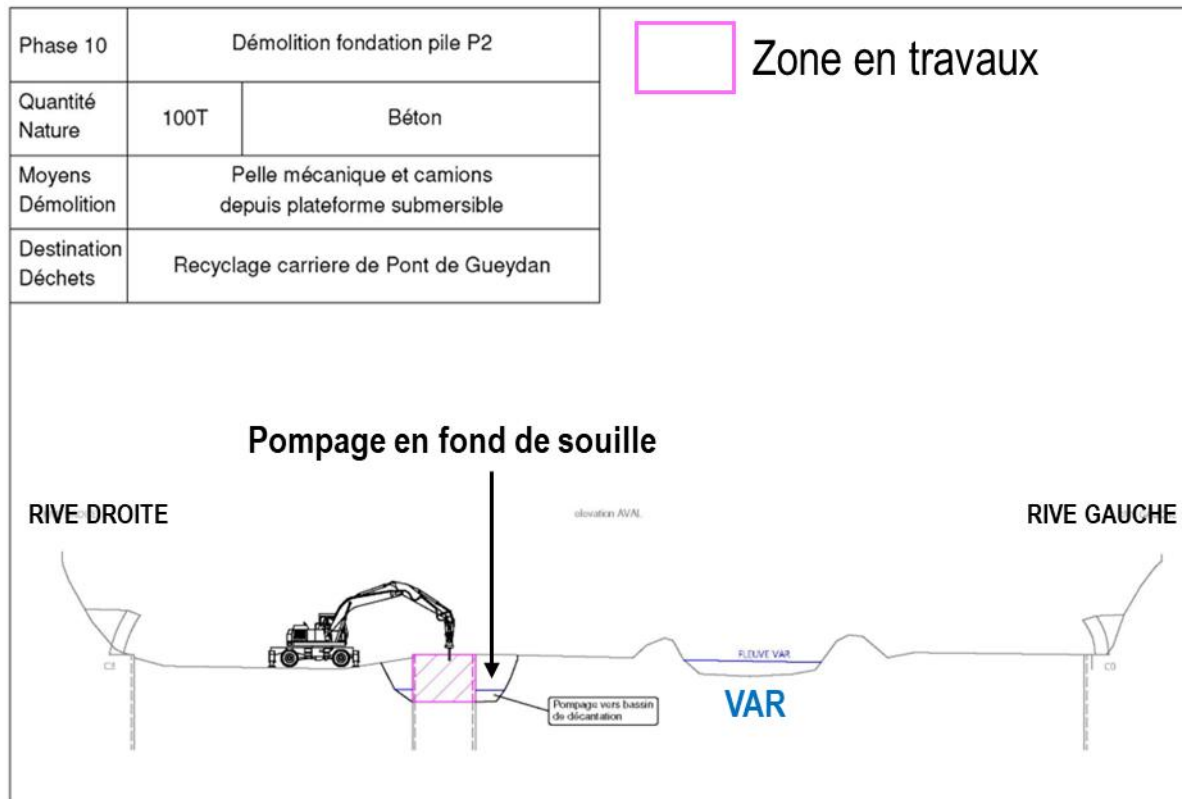 Phase 10
Démolition fondation pile P2
Quantité
Nature
100T
Béton
Moyens
Démolition
Pelle mécanique et camions
depuis plateforme submersible
Destination
Déchets
Recyclage carriere de Pont de Gueydan
Zone en travaux
Pompage en fond de souille
RIVE DROITE
elevation AVAL
RIVE GAUCHE
C3
FLEUVE VAR
C0
Pompage vers bassin
de décantation
VAR